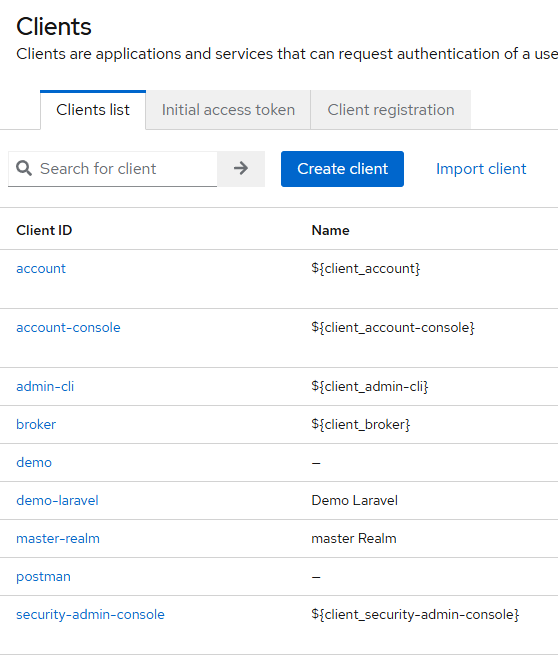 Clients
Clients are applications and services that can request authentication of a use
Clients list Initial access token Client registration
Search for client Create client Import client
Client ID Name
account ${client_account}
account-console ${client_account-console}
admin-cli ${client_admin-cli}
broker ${client_broker}
demo –
demo-laravel Demo Laravel
master-realm master Realm
postman –
security-admin-console ${client_security-admin-console}